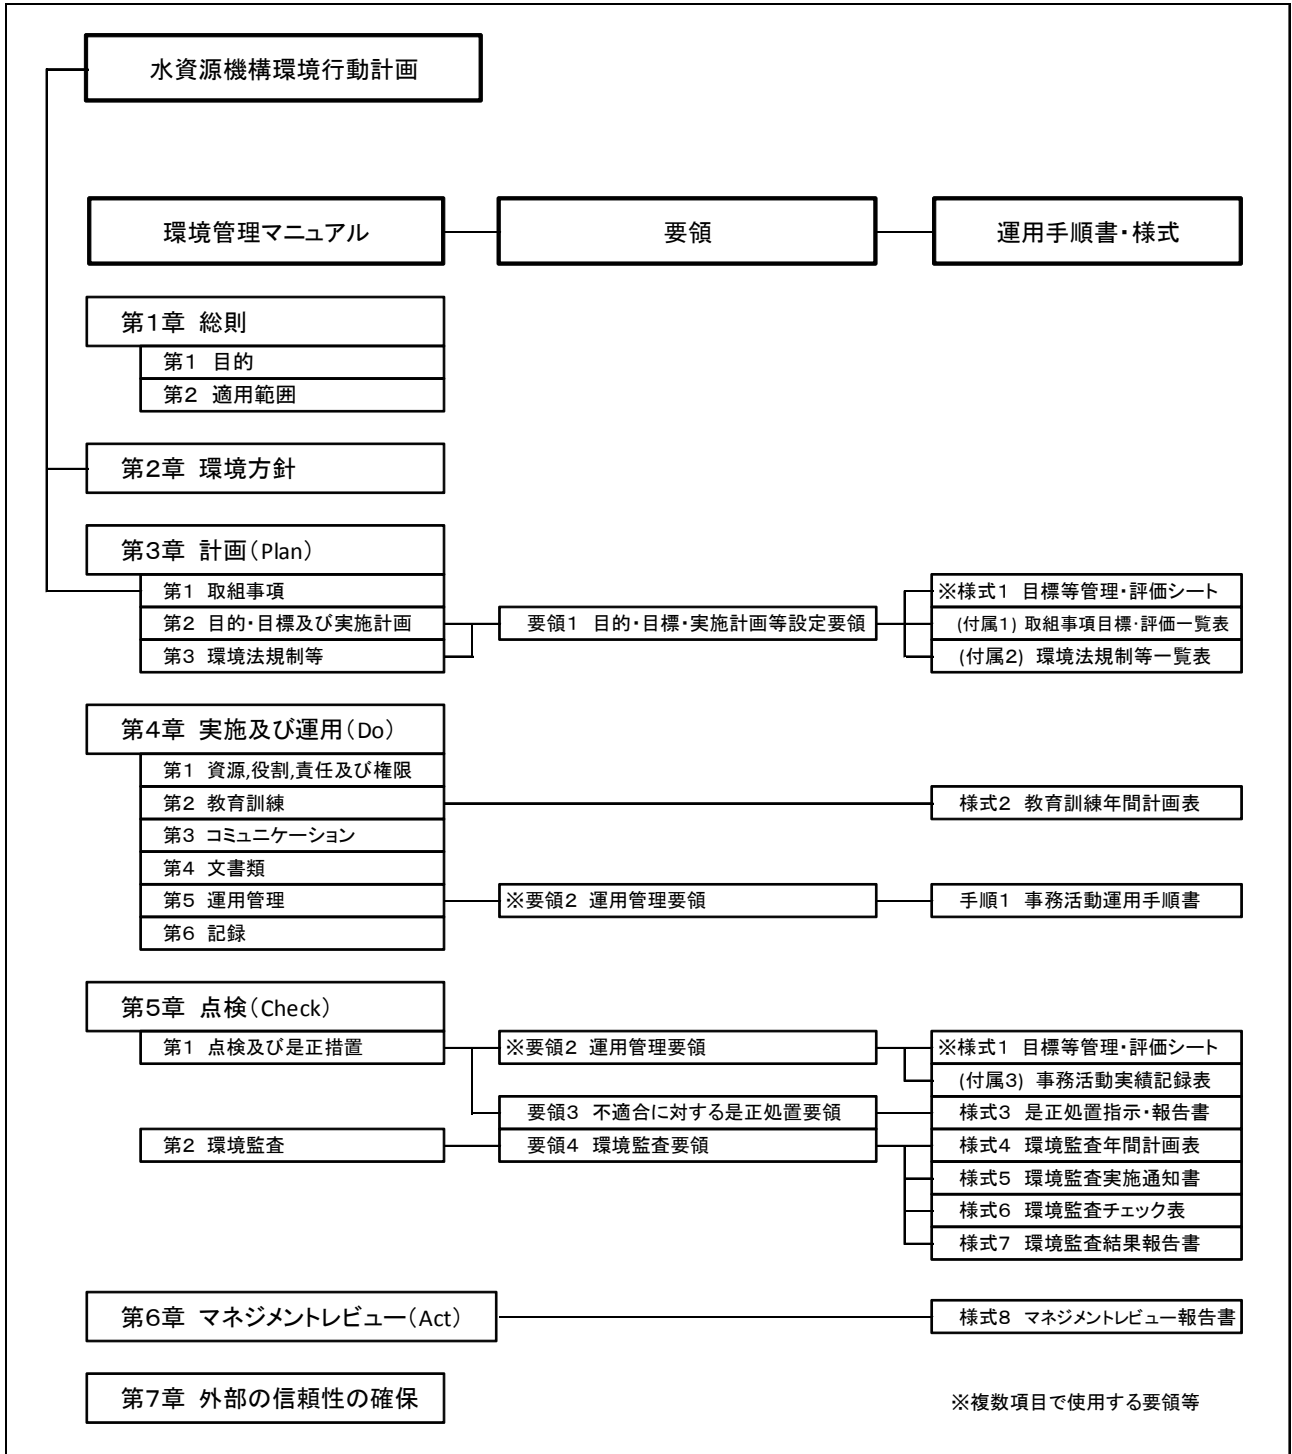 水資源機構環境行動計画
環境管理マニュアル
要領
運用手順書・様式
第1章 総則
第1 目的
第2 適用範囲
第2章 環境方針
第3章 計画(Plan)
第1 取組事項
※様式1 目標等管理・評価シート
第2 目的・目標及び実施計画
要領1 目的・目標・実施計画等設定要領
(付属1) 取組事項目標・評価一覧表
第3 環境法規制等
(付属2) 環境法規制等一覧表
第4章 実施及び運用(Do)
第1 資源,役割,責任及び権限
第2 教育訓練
様式2 教育訓練年間計画表
第3 コミュニケーション
第4 文書類
第5 運用管理
※要領2 運用管理要領
手順1 事務活動運用手順書
第6 記録
第5章 点検(Check)
第1 点検及び是正措置
※要領2 運用管理要領
※様式1 目標等管理・評価シート
(付属3) 事務活動実績記録表
要領3 不適合に対する是正処置要領
様式3 是正処置指示・報告書
第2 環境監査
要領4 環境監査要領
様式4 環境監査年間計画表
様式5 環境監査実施通知書
様式6 環境監査チェック表
様式7 環境監査結果報告書
第6章 マネジメントレビュー(Act)
様式8 マネジメントレビュー報告書
第7章 外部の信頼性の確保
※複数項目で使用する要領等